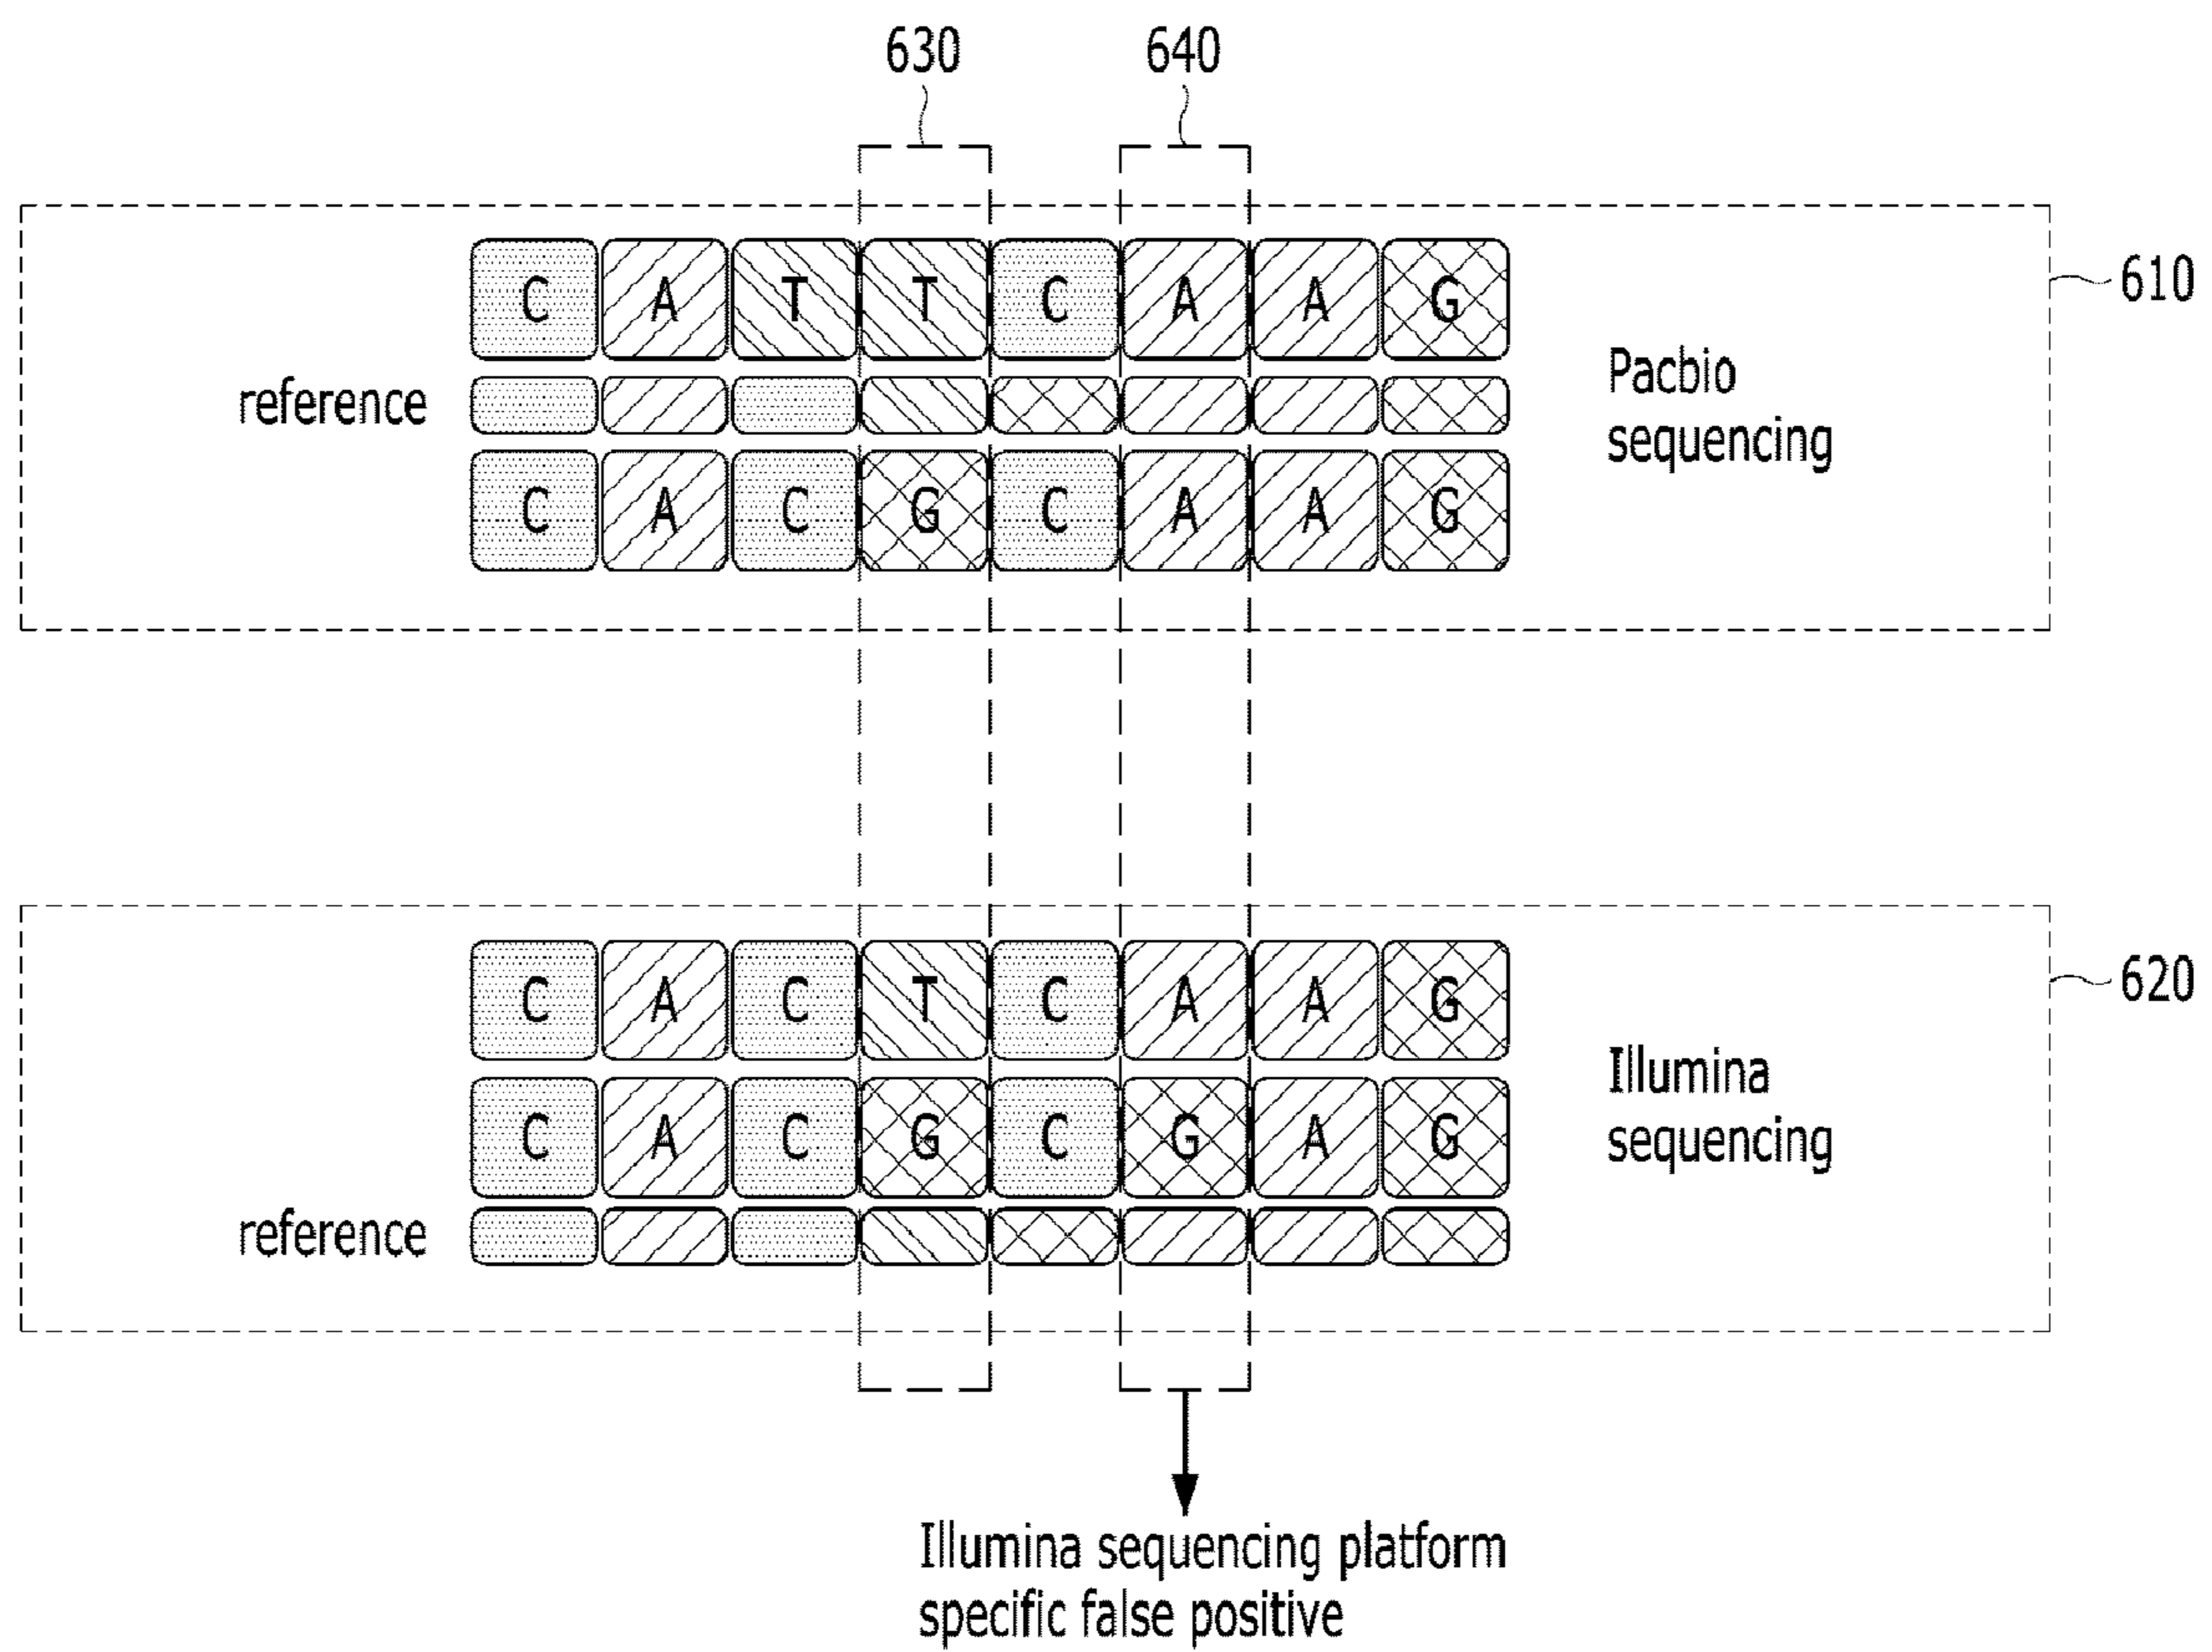 630 640
C A T T C A A G
610
Pacbio
reference
sequencing
C A C G C A A G
C A C T C A A G
620
Illumina
C A C G C G A G
sequencing
reference
Illumina sequencing platform
specific false positive